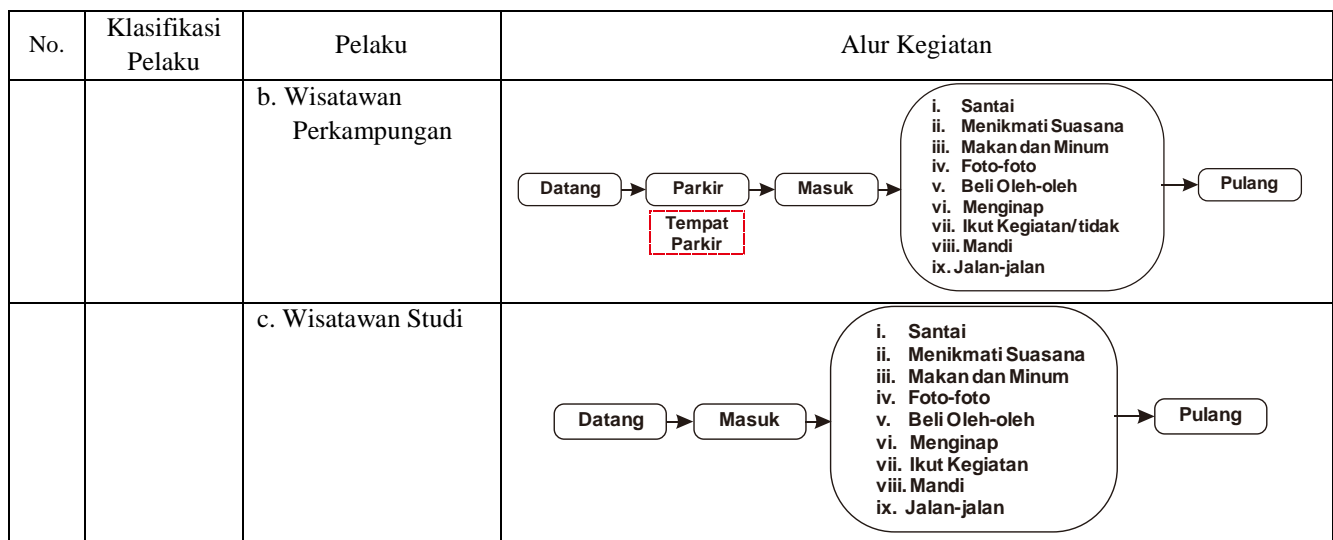 No.
Klasifikasi
Pelaku
Pelaku
Alur Kegiatan
b. Wisatawan
Perkampungan
Datang
Parkir
Tempat
Parkir
Masuk
i. Santai
ii. Menikmati Suasana
iii. Makan dan Minum
iv. Foto-foto
v. Beli Oleh-oleh
vi. Menginap
vii. Ikut Kegiatan/tidak
viii. Mandi
ix. Jalan-jalan
Pulang
c. Wisatawan Studi
Datang
Masuk
i. Santai
ii. Menikmati Suasana
iii. Makan dan Minum
iv. Foto-foto
v. Beli Oleh-oleh
vi. Menginap
vii. Ikut Kegiatan
viii. Mandi
ix. Jalan-jalan
Pulang